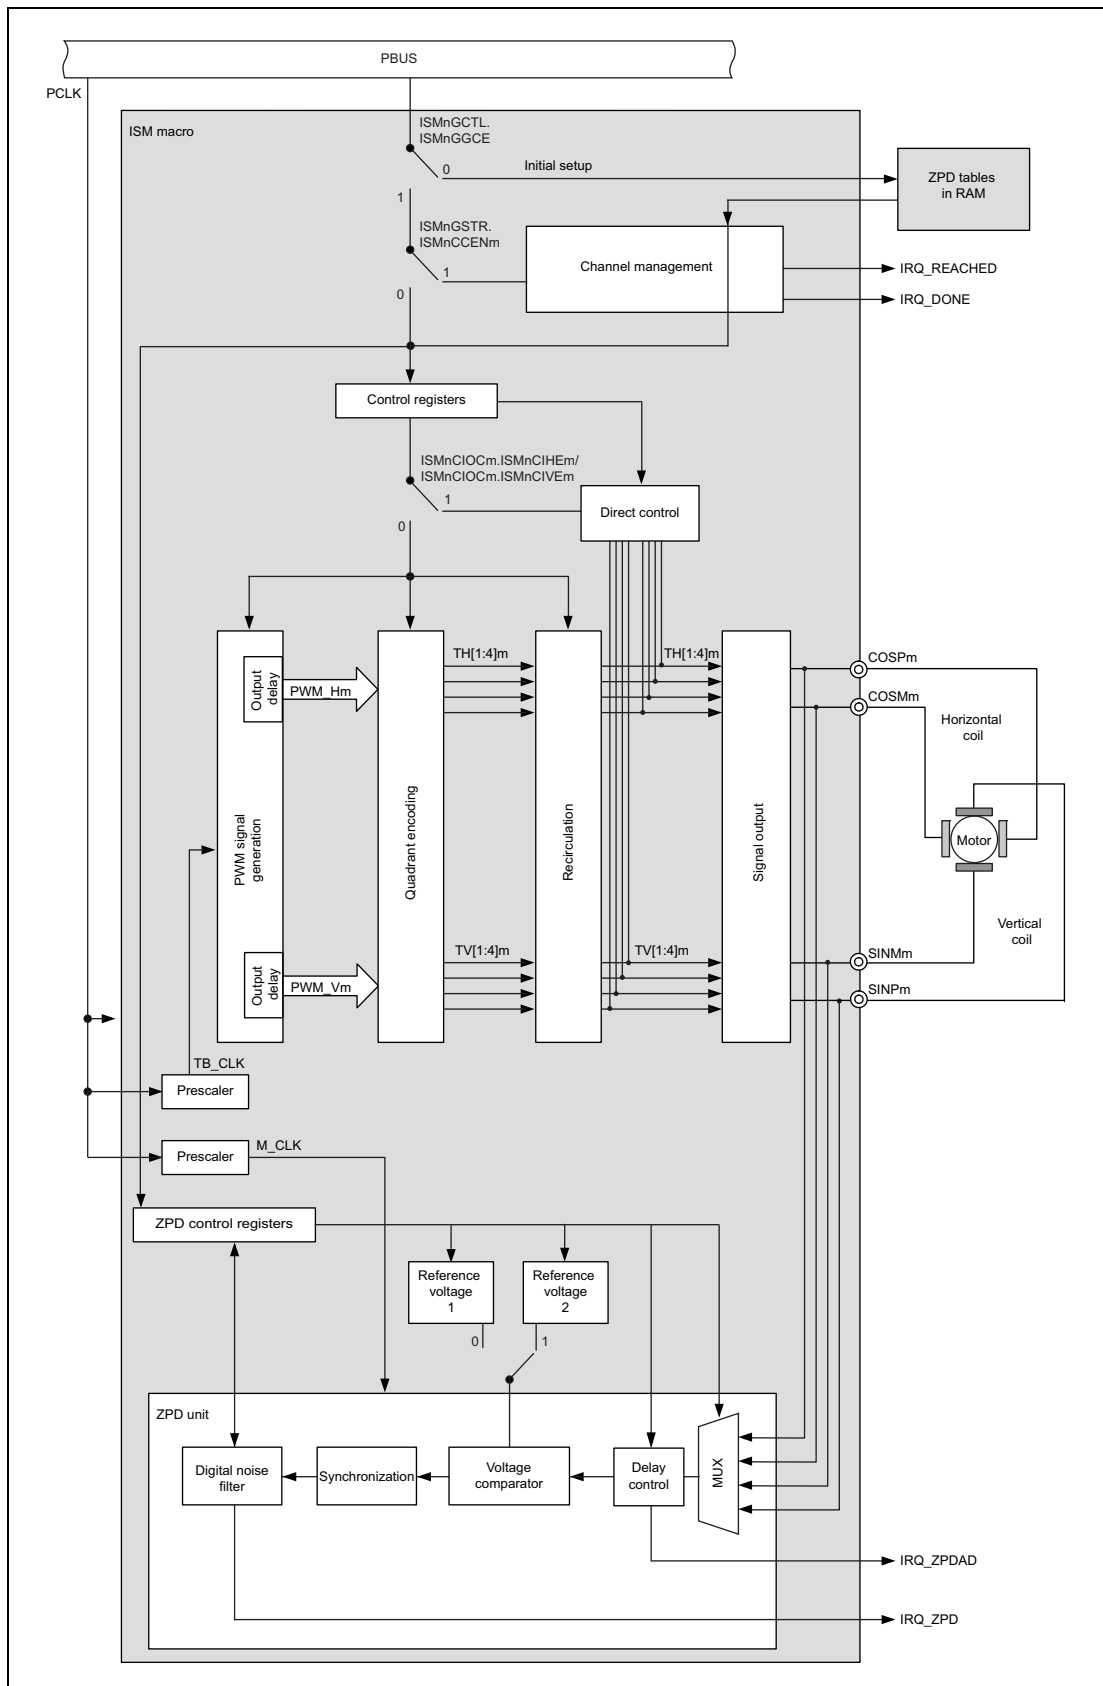 PBUS
PCLK
ISM macro
ISMnGCTL.
ISMnGGCE
0
Initial setup
ZPD tables
in RAM
1
ISMnGSTR.
ISMnCCENm
1
Channel management
IRQ_REACHED
0
IRQ_DONE
Control registers
ISMnCIOCm.ISMnCIHEm/
ISMnCIOCm.ISMnCIVEm
1
Direct control
0
TH[1:4]m
TH[1:4]m
COSPm
Output
delay
PWM_Hm
COSMm
Horizontal
coil
PWM signal
generation
Quadrant encoding
Recirculation
Signal output
Motor
Vertical
coil
TV[1:4]m
TV[1:4]m
SINMm
Output
delay
PWM_Vm
SINPm
TB_CLK
Prescaler
Prescaler
M_CLK
ZPD control registers
Reference
voltage
1
Reference
voltage
2
0
1
ZPD unit
Digital noise
filter
Synchronization
Voltage
comparator
Delay
control
MUX
IRQ_ZPDAD
IRQ_ZPD